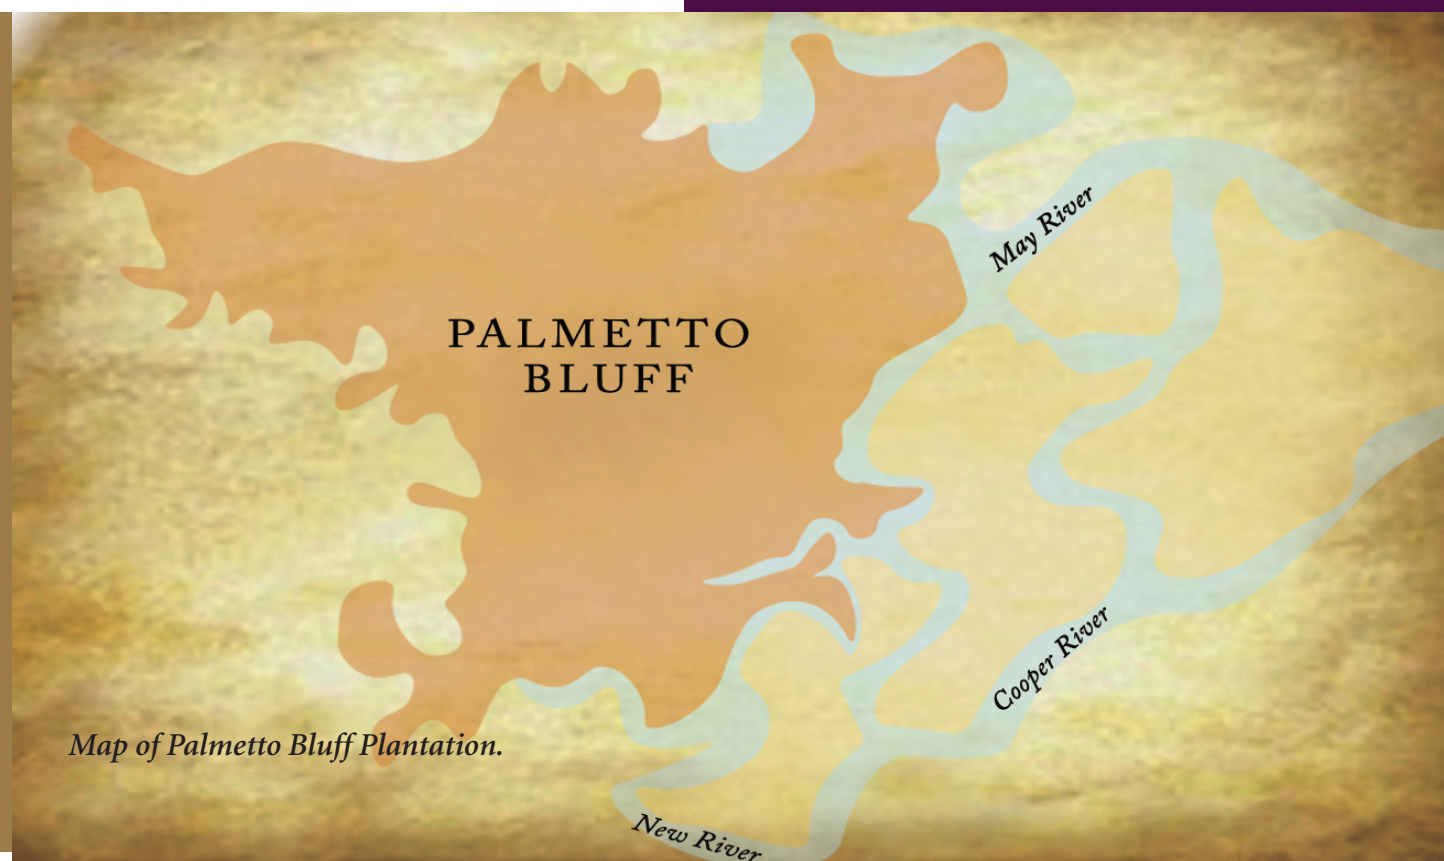 May River
PALMETTO
BLUFF
Cooper River
Map of Palmetto Bluff Plantation.
New River